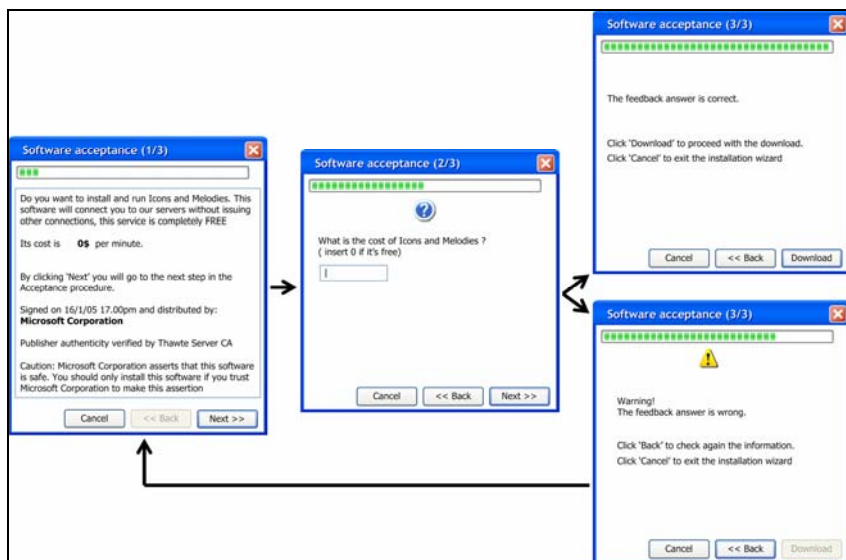 Software acceptance (1/3)
Do you want to install and run Icons and Melodies. This
software will connect you to our servers without issuing
other connections, this service is completely FREE
Its cost is 0$ per minute.
By clicking 'Next' you will go to the next step in the
Acceptance procedure.
Signed on 16/1/05 17.00pm and distributed by:
Microsoft Corporation
Publisher authenticity verified by Thawte Server CA
Caution: Microsoft Corporation asserts that this software
is safe. You should only install this software if you trust
Microsoft Corporation to make this assertion
Cancel << Back Next >>
Software acceptance (2/3)
What is the cost of Icons and Melodies ?
( insert 0 if it's free)
Cancel << Back Next >>
Software acceptance (3/3)
The feedback answer is correct.
Click 'Download' to proceed with the download.
Click 'Cancel' to exit the installation wizard
Cancel << Back Download
Software acceptance (3/3)
Warning!
The feedback answer is wrong.
Click 'Back' to check again the information.
Click 'Cancel' to exit the installation wizard
Cancel << Back Download